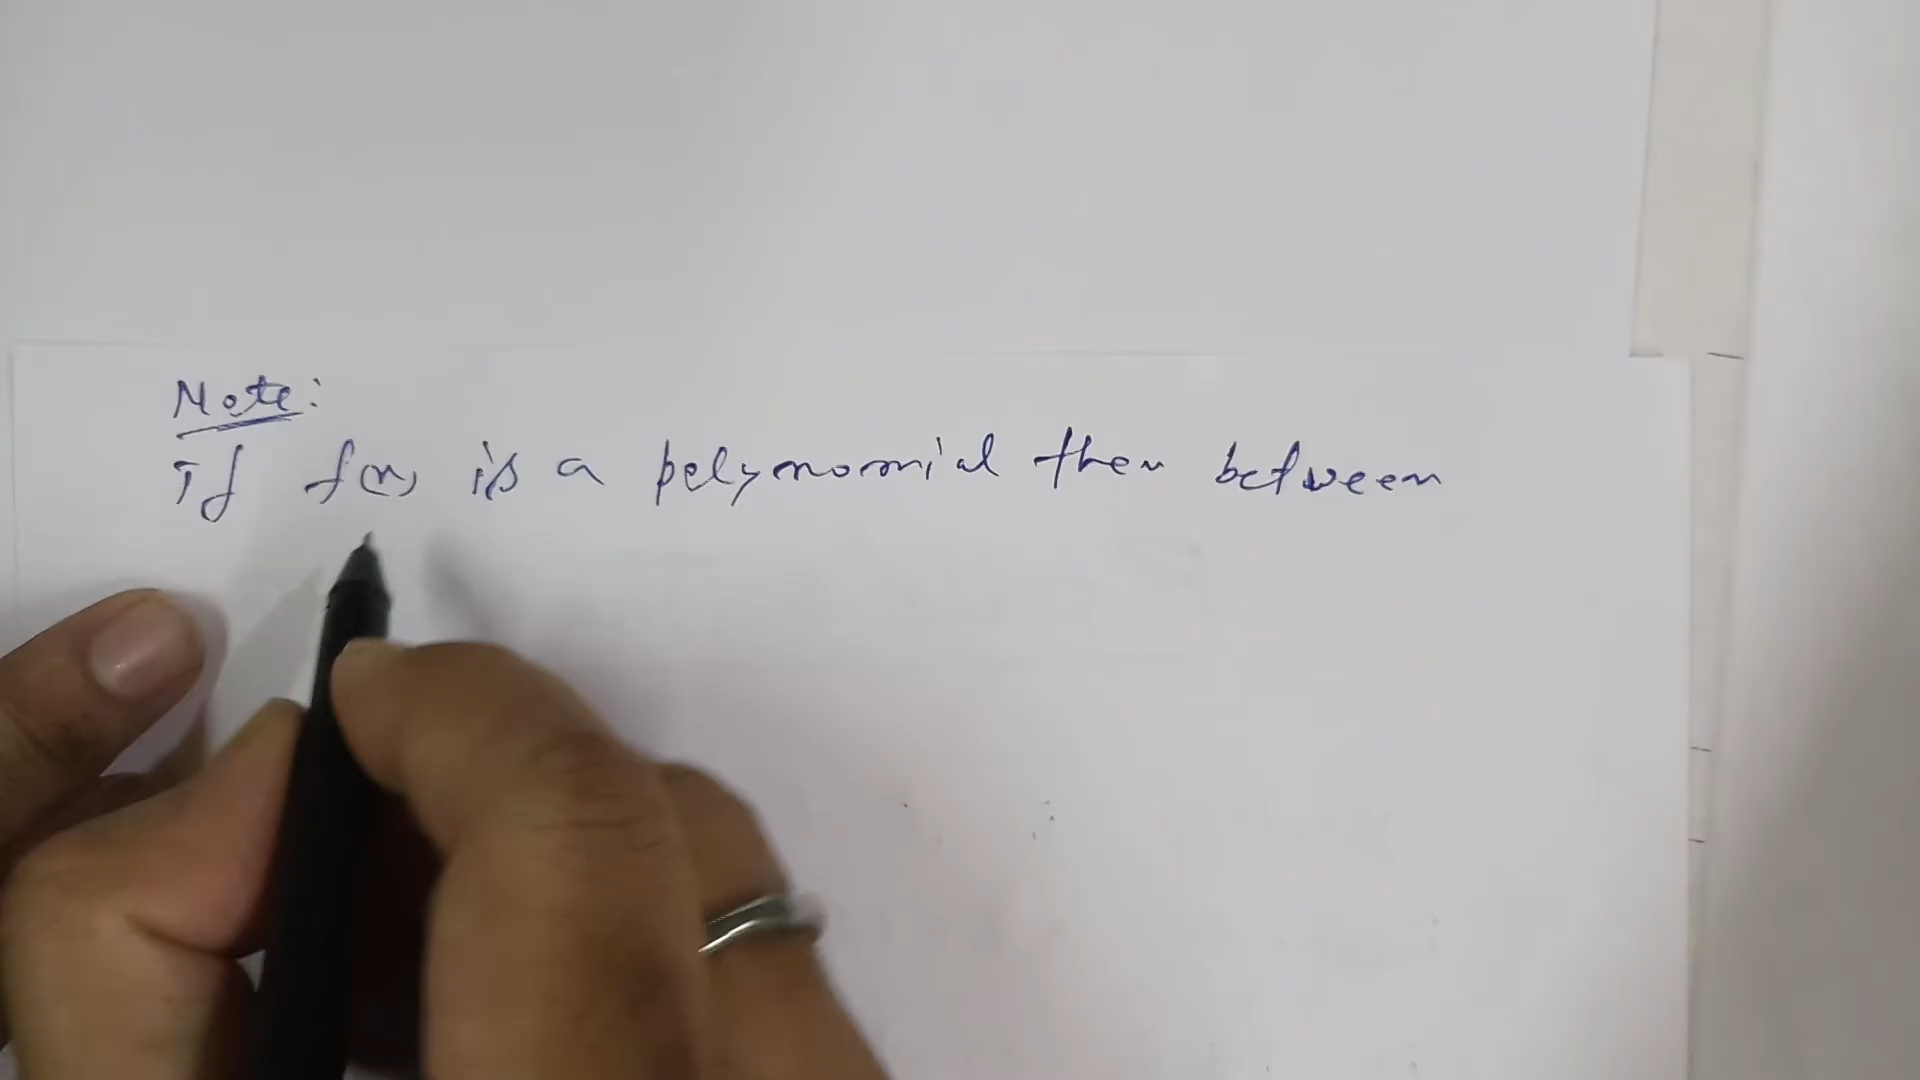 Note:
If f(x) is a polynomial then between